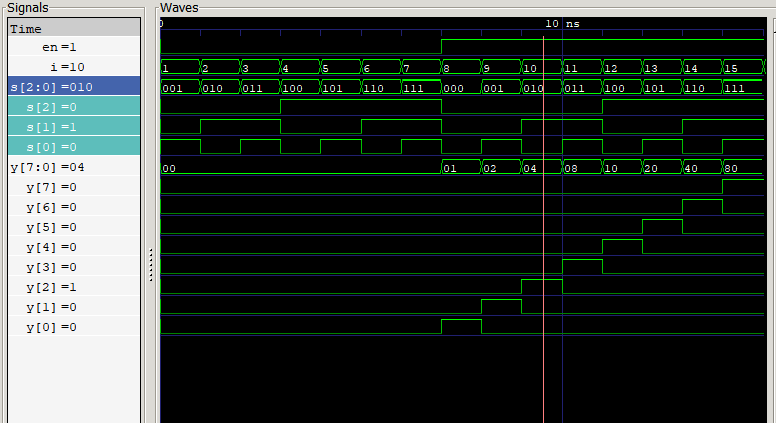 Signals
Waves
Time
0
10 ns
en=1
i=10
1 2 3 4 5 6 7 8 9 10 11 12 13 14 15
s[2:0]=010
001 010 011 100 101 110 111 000 001 010 011 100 101 110 111
s[2]=0
s[1]=1
s[0]=0
y[7:0]=04
00 01 02 04 08 10 20 40 80
y[7]=0
y[6]=0
y[5]=0
y[4]=0
y[3]=0
y[2]=1
y[1]=0
y[0]=0